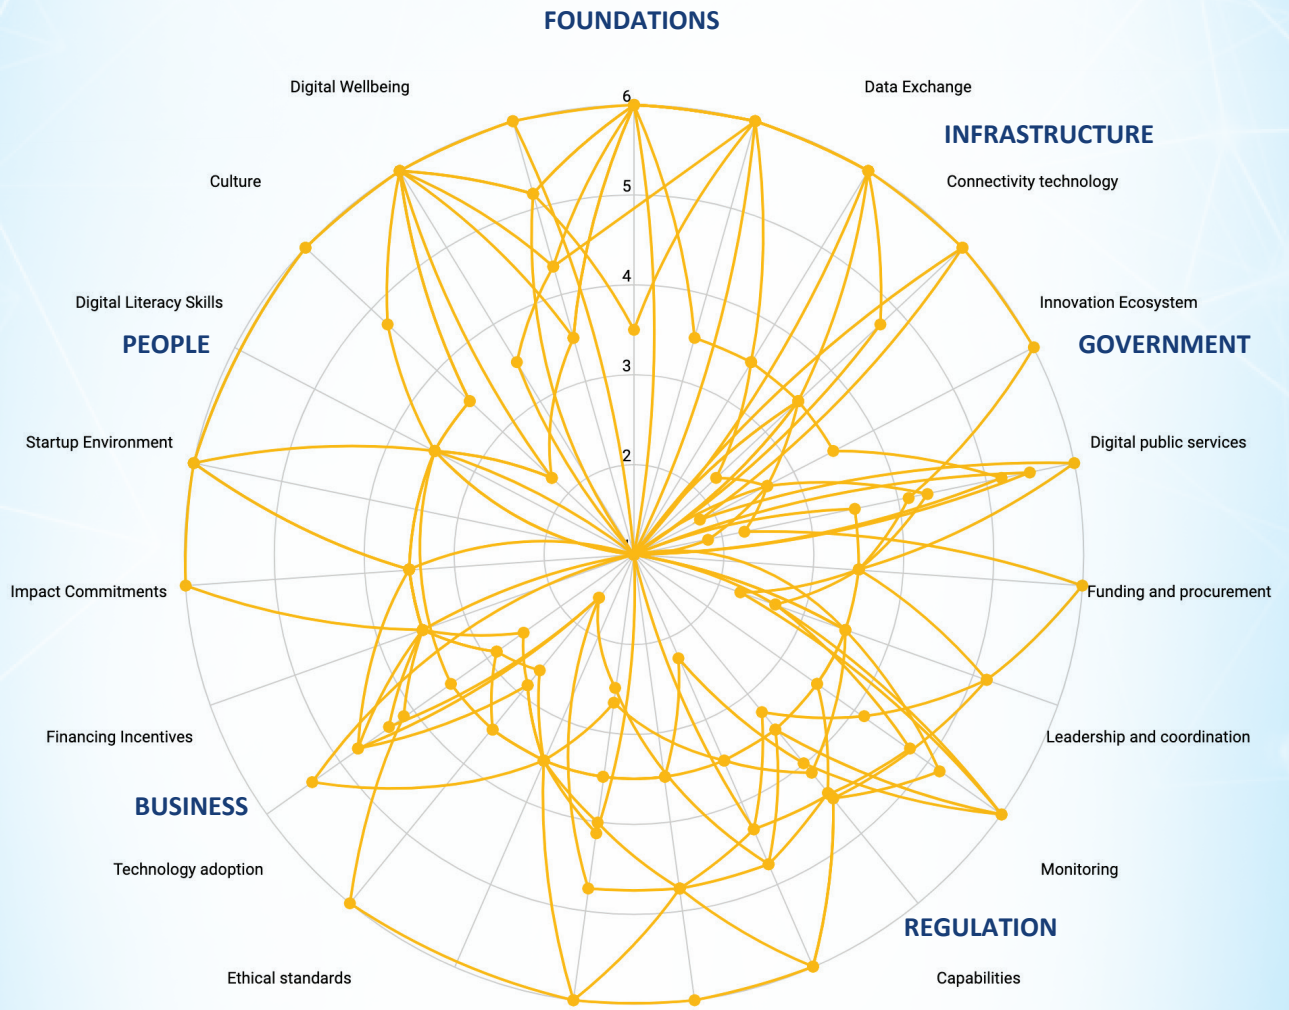 FOUNDATIONS
Digital Wellbeing
Data Exchange
6
INFRASTRUCTURE
Culture
Connectivity technology
5
4
Digital Literacy Skills
Innovation Ecosystem
PEOPLE
GOVERNMENT
3
Startup Environment
Digital public services
2
Impact Commitments
Funding and procurement
Financing Incentives
Leadership and coordination
BUSINESS
Technology adoption
Monitoring
REGULATION
Ethical standards
Capabilities